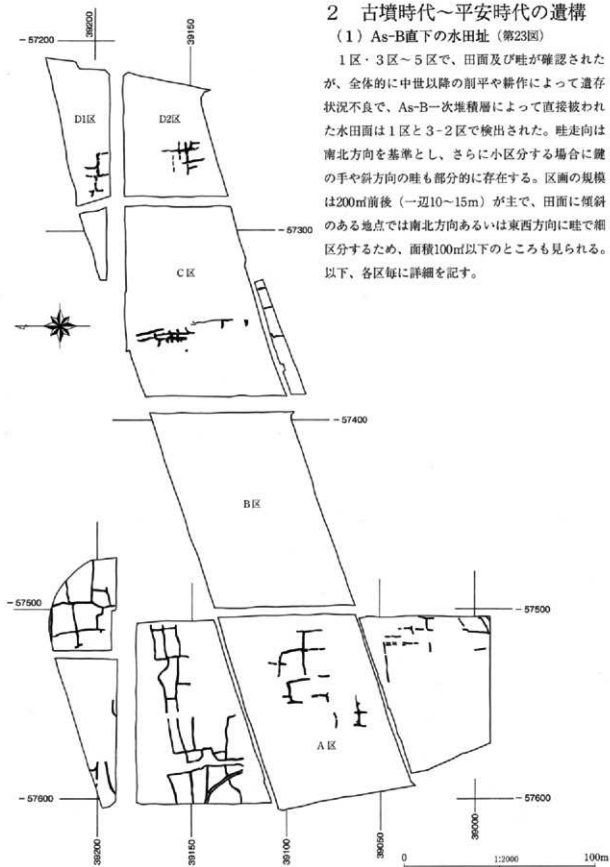 2 古墳時代～平安時代の遺構
（1）As-B直下の水田址（第23図）
1区・3区～5区で、田面及び畦が確認された
が、全体的に中世以降の削平や耕作によって遺存
状況不良で、As-B一次堆積層によって直接被われ
た水田面は1区と3-2区で検出された。畦走向は
南北方向を基準とし、さらに小区分する場合に鍵
の手や斜方向の畦も部分的に存在する。区画の規模
は200㎡前後（一辺10～15m）が主で、田面に傾斜
のある地点では南北方向あるいは東西方向に畦で細
区分するため、面積100㎡以下のところも見られる。
以下、各区毎に詳細を記す。
-57200
39200
39150
D1区
D2区
-57300
C区
-57400
B区
-57500
-57500
A区
-57600
-57600
39200
39150
39100
39050
39000
0
1:2000
100m